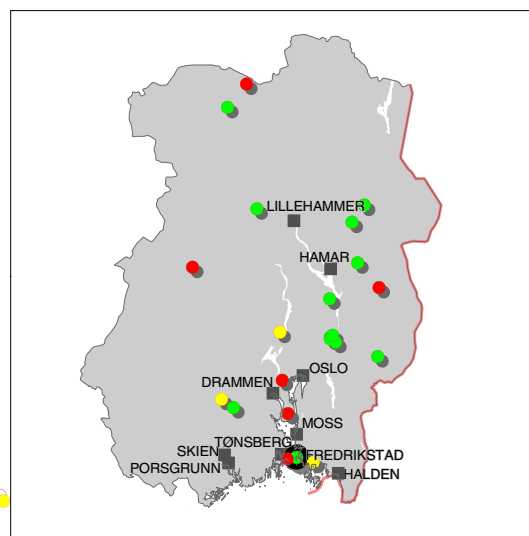 LILLEHAMMER
HAMAR
OSLO
DRAMMEN
MOSS
TØNSBERG
SKIEN
FREDRIKSTAD
PORSGRUNN
HALDEN